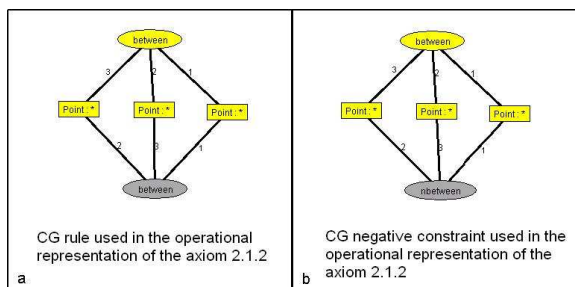 between
3
2
1
Point : *
Point : *
Point : *
2
3
1
between
CG rule used in the operational
representation of the axiom 2.1.2
a
between
3
2
1
Point : *
Point : *
Point : *
2
3
1
nbetween
CG negative constraint used in the
operational representation of the
axiom 2.1.2
b